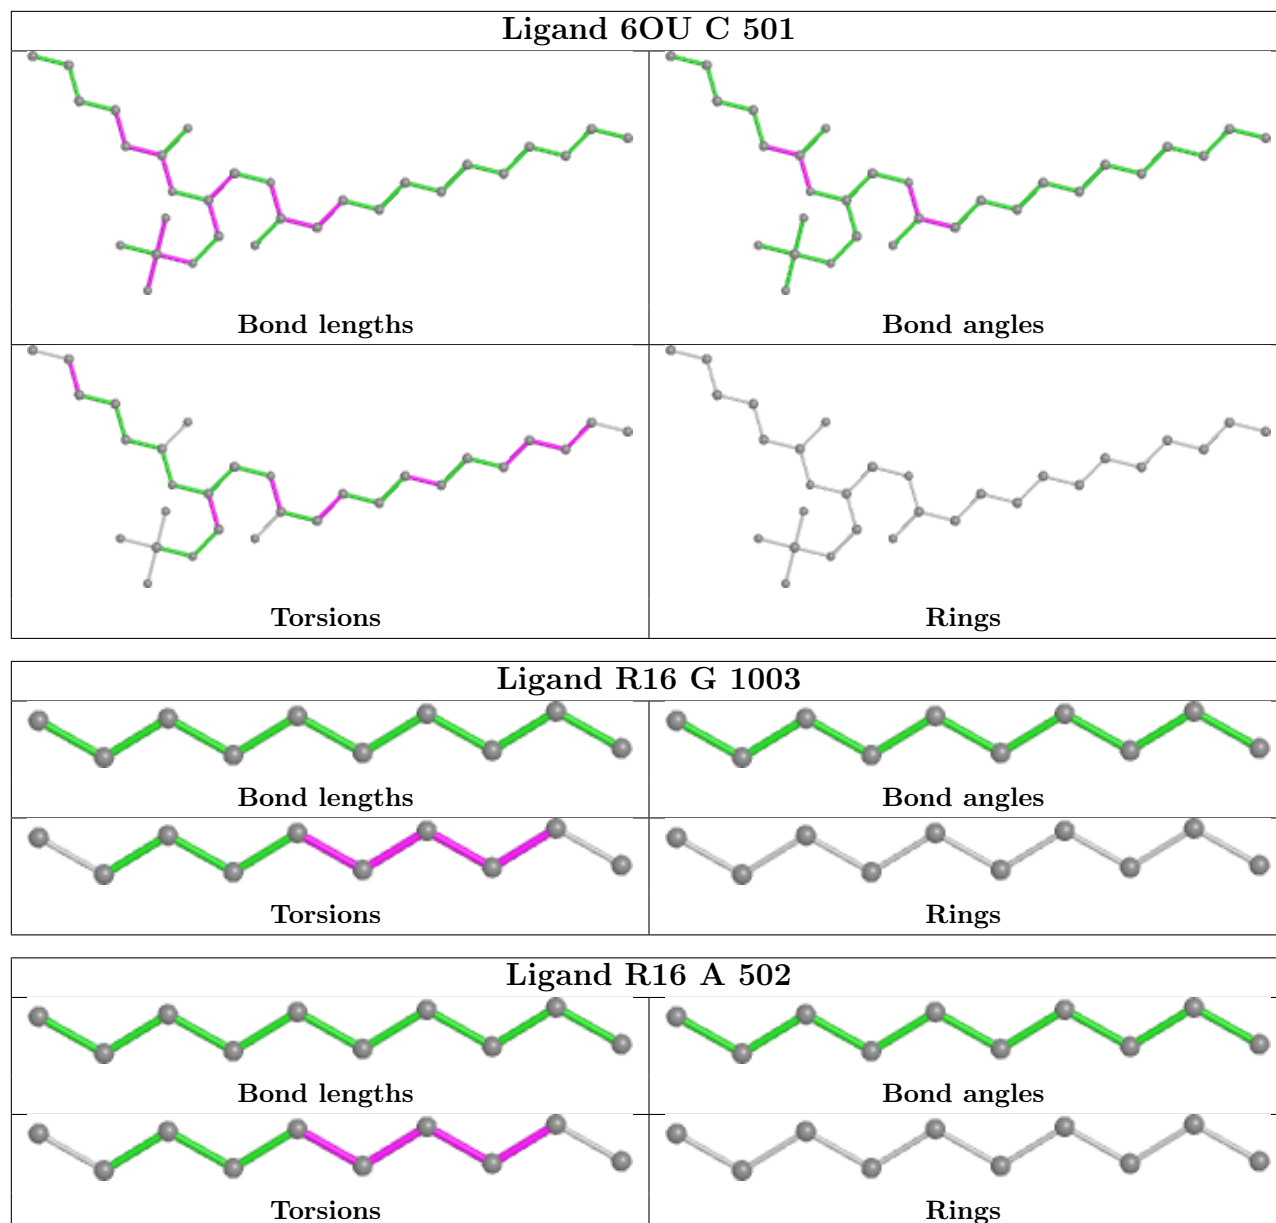 Ligand 6OU C 501
Bond lengths
Bond angles
Torsions
Rings
Ligand R16 G 1003
Bond lengths
Bond angles
Torsions
Rings
Ligand R16 A 502
Bond lengths
Bond angles
Torsions
Rings